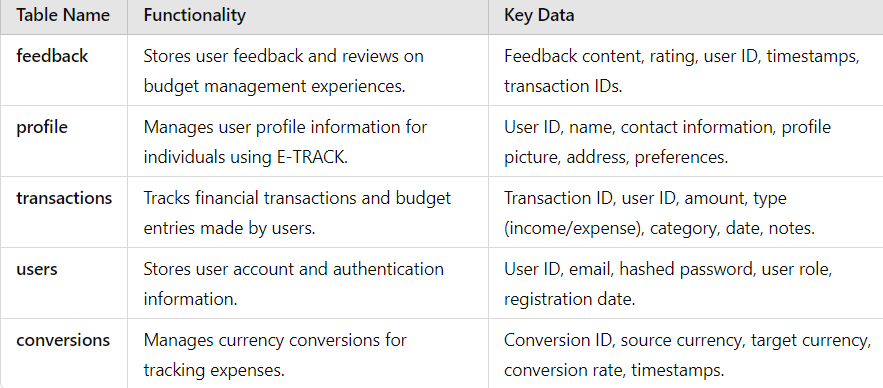 Table Name Functionality Key Data
feedback Stores user feedback and reviews on Feedback content, rating, user ID, timestamps,
budget management experiences. transaction IDs.
profile Manages user profile information for User ID, name, contact information, profile
individuals using E-TRACK. picture, address, preferences.
transactions Tracks financial transactions and budget Transaction ID, user ID, amount, type
entries made by users. (income/expense), category, date, notes.
users Stores user account and authentication User ID, email, hashed password, user role,
information. registration date.
conversions Manages currency conversions for Conversion ID, source currency, target currency,
tracking expenses. conversion rate, timestamps.